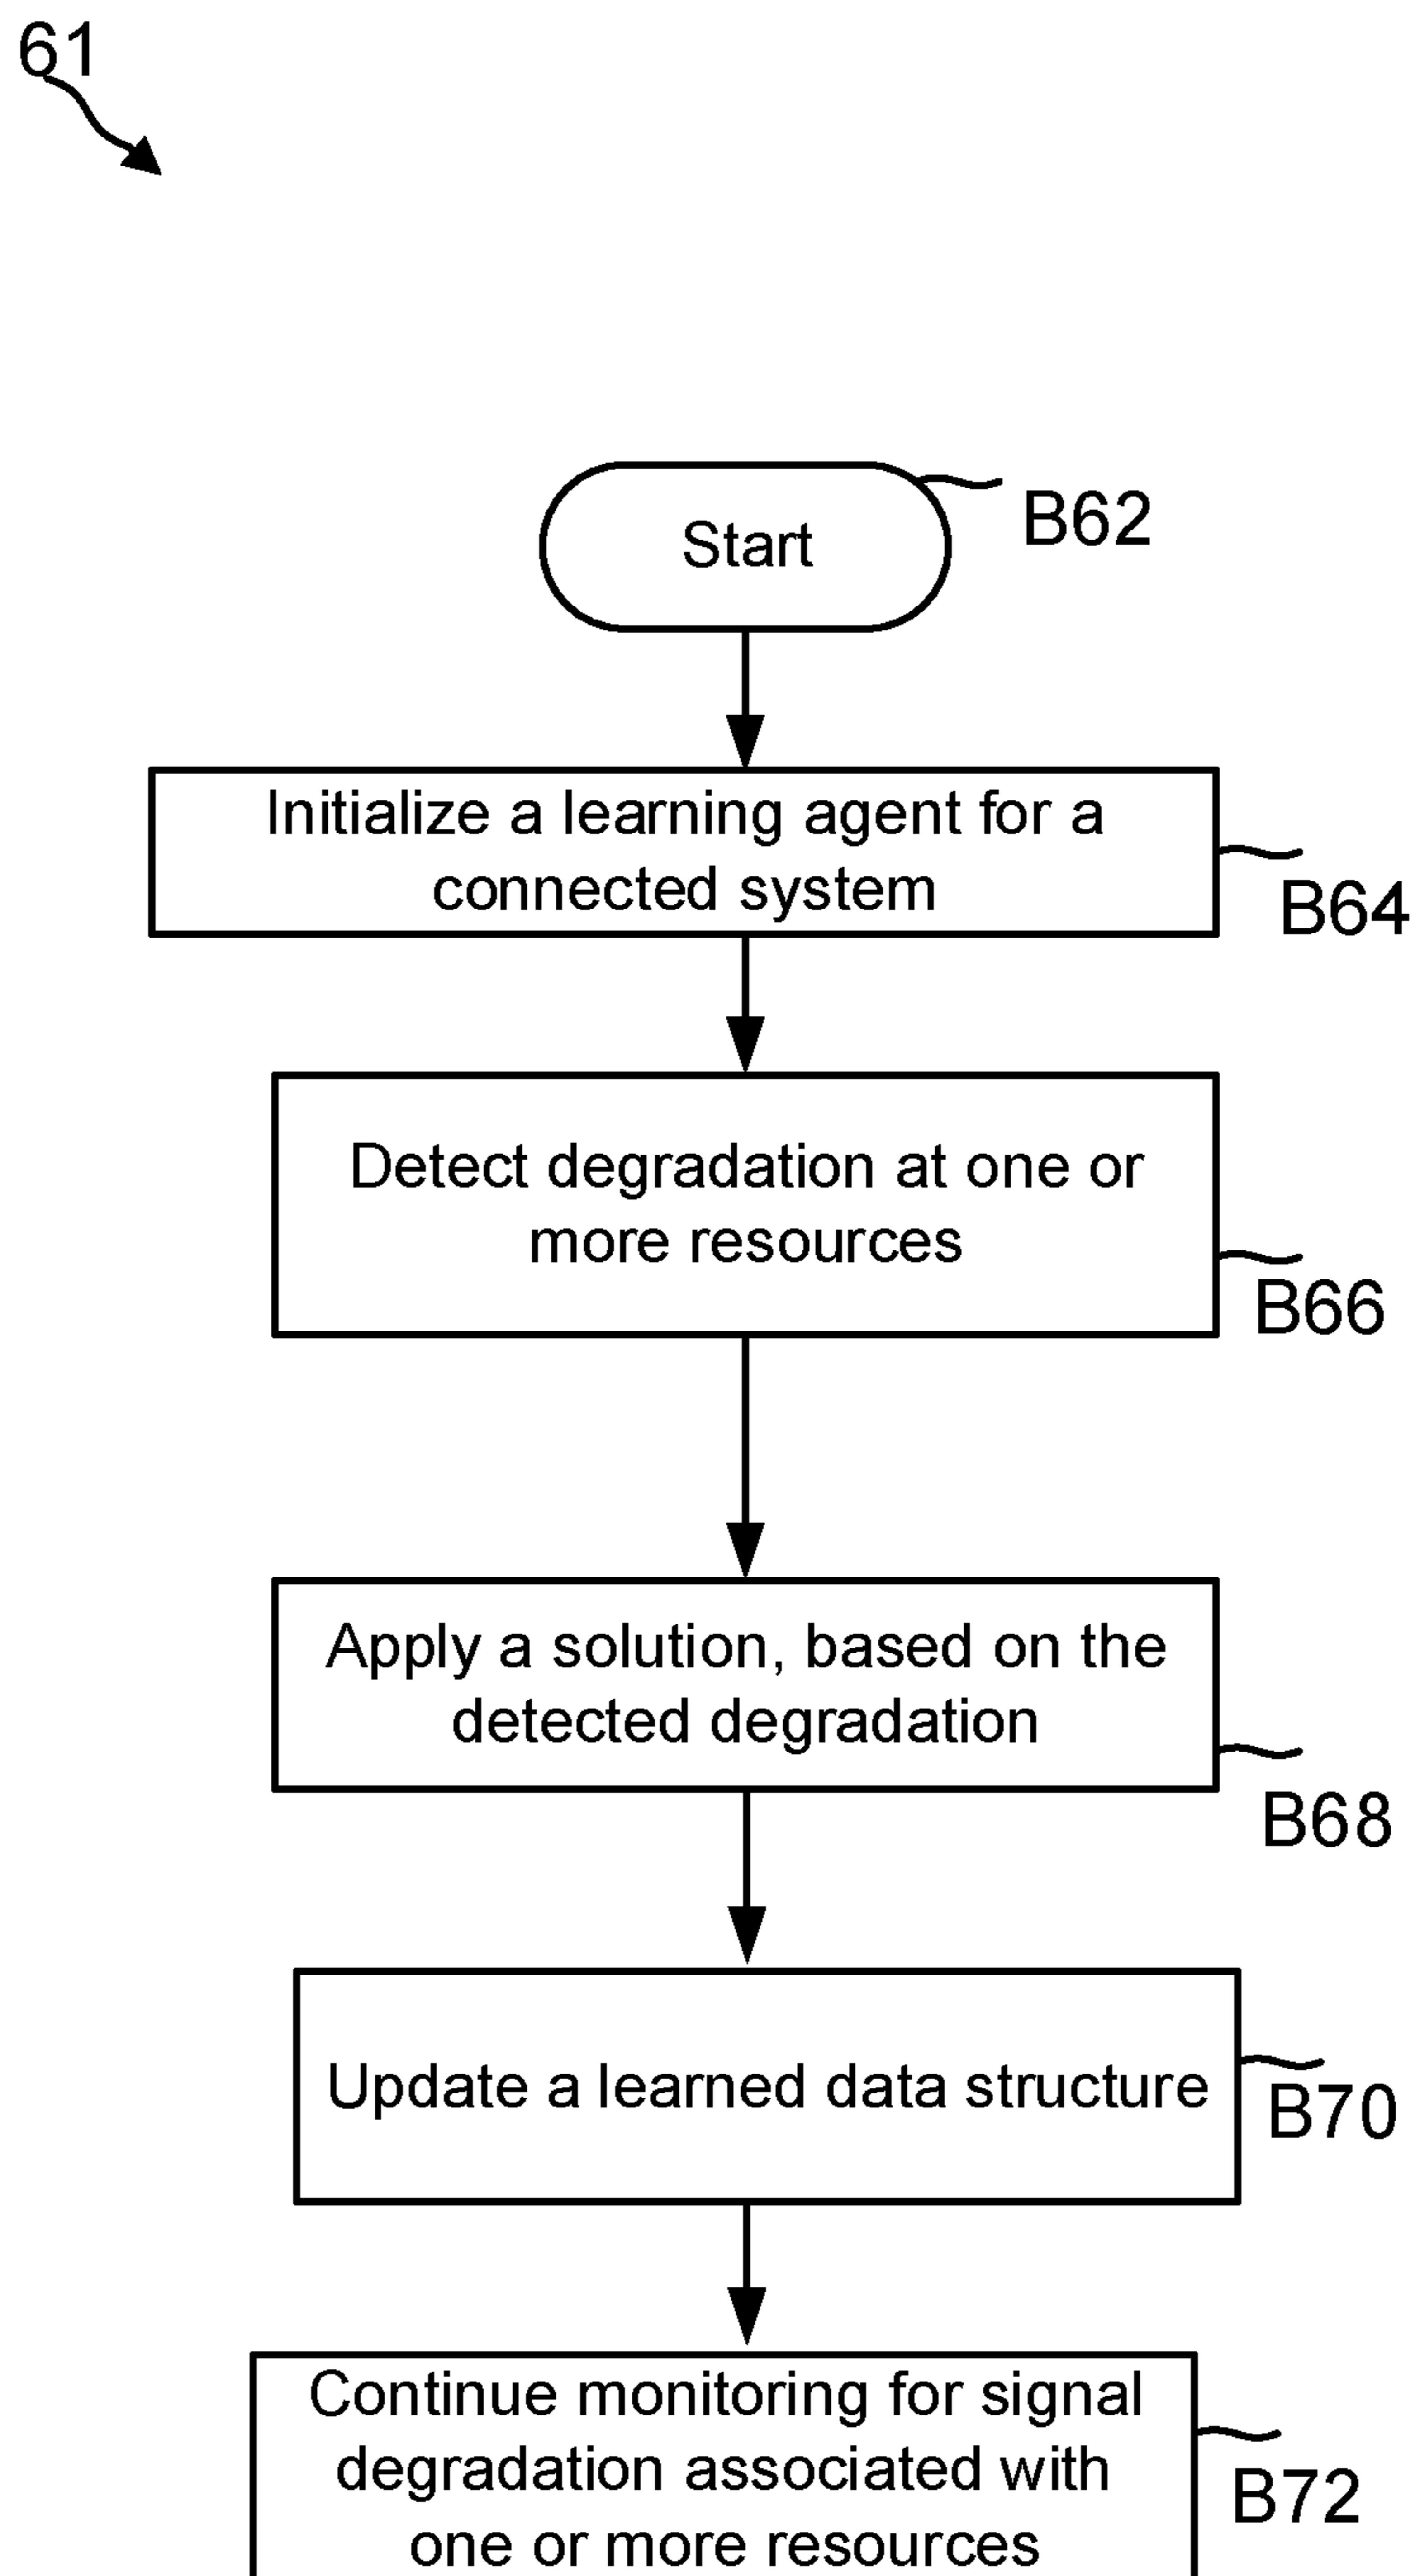 61
Start
B62
Initialize a learning agent for a
connected system
B64
Detect degradation at one or
more resources
B66
Apply a solution, based on the
detected degradation
B68
Update a learned data structure
B70
Continue monitoring for signal
degradation associated with
one or more resources
B72